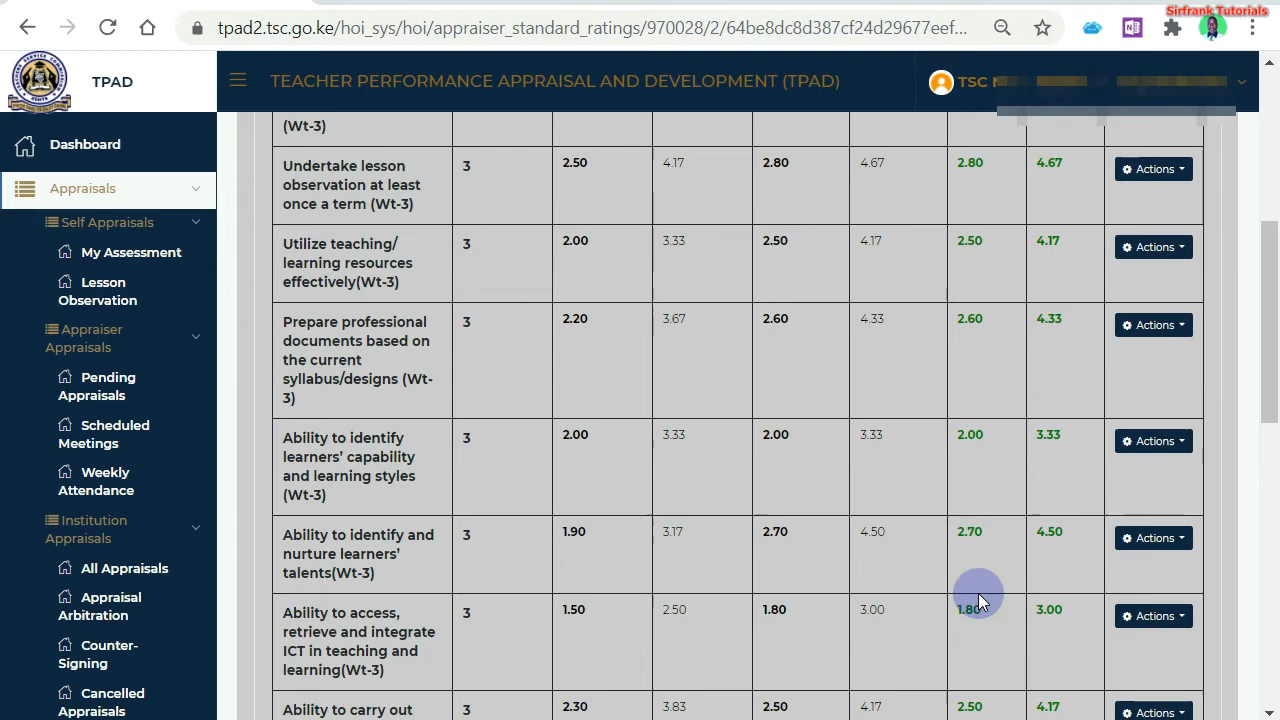 Sirfrank Tutorials
tpad2.tsc.go.ke/hoi_sys/hoi/appraiser_standard_ratings/970028/2/64be8d8d387cf24d29677eef...
TPAD
TEACHER PERFORMANCE APPRAISAL AND DEVELOPMENT (TPAD)
TSC
Dashboard
Appraisals
Self Appraisals
My Assessment
Lesson
Observation
Appraiser
Appraisals
Pending
Appraisals
Scheduled
Meetings
Weekly
Attendance
Institution
Appraisals
All Appraisals
Appraisal
Arbitration
Counter-
Signing
Cancelled
Appraisals
(Wt-3)
Undertake lesson 3 2.50 4.17 2.80 4.67 2.80 4.67 Actions
observation at least
once a term (Wt-3)
Utilize teaching/ 3 2.00 3.33 2.50 4.17 2.50 4.17 Actions
learning resources
effectively(Wt-3)
Prepare professional 3 2.20 3.67 2.60 4.33 2.60 4.33 Actions
documents based on
the current
syllabus/designs (Wt-
3)
Ability to identify 3 2.00 3.33 2.00 3.33 2.00 3.33 Actions
learners' capability
and learning styles
(Wt-3)
Ability to identify and 3 1.90 3.17 2.70 4.50 2.70 4.50 Actions
nurture learners'
talents(Wt-3)
Ability to access, 3 1.50 2.50 1.80 3.00 1.80 3.00 Actions
retrieve and integrate
ICT in teaching and
learning(Wt-3)
Ability to carry out 3 2.30 3.83 2.50 4.17 2.50 4.17 Actions